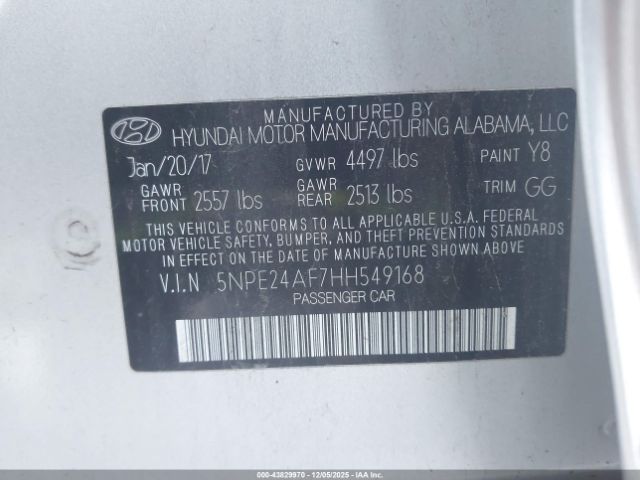 MANUFACTURED BY
HYUNDAI MOTOR MANUFACTURING ALABAMA, LLC
Jan/20/17 GVWR 4497 lbs PAINT Y8
GAWR FRONT 2557 lbs GAWR REAR 2513 lbs TRIM GG
THIS VEHICLE CONFORMS TO ALL APPLICABLE U.S.A. FEDERAL
MOTOR VEHICLE SAFETY, BUMPER, AND THEFT PREVENTION STANDARDS
IN EFFECT ON THE DATE OF MANUFACTURE SHOWN ABOVE.
V.I.N 5NPE24AF7HH549168
PASSENGER CAR
000-43829970 - 12/05/2025 - IAAI.com